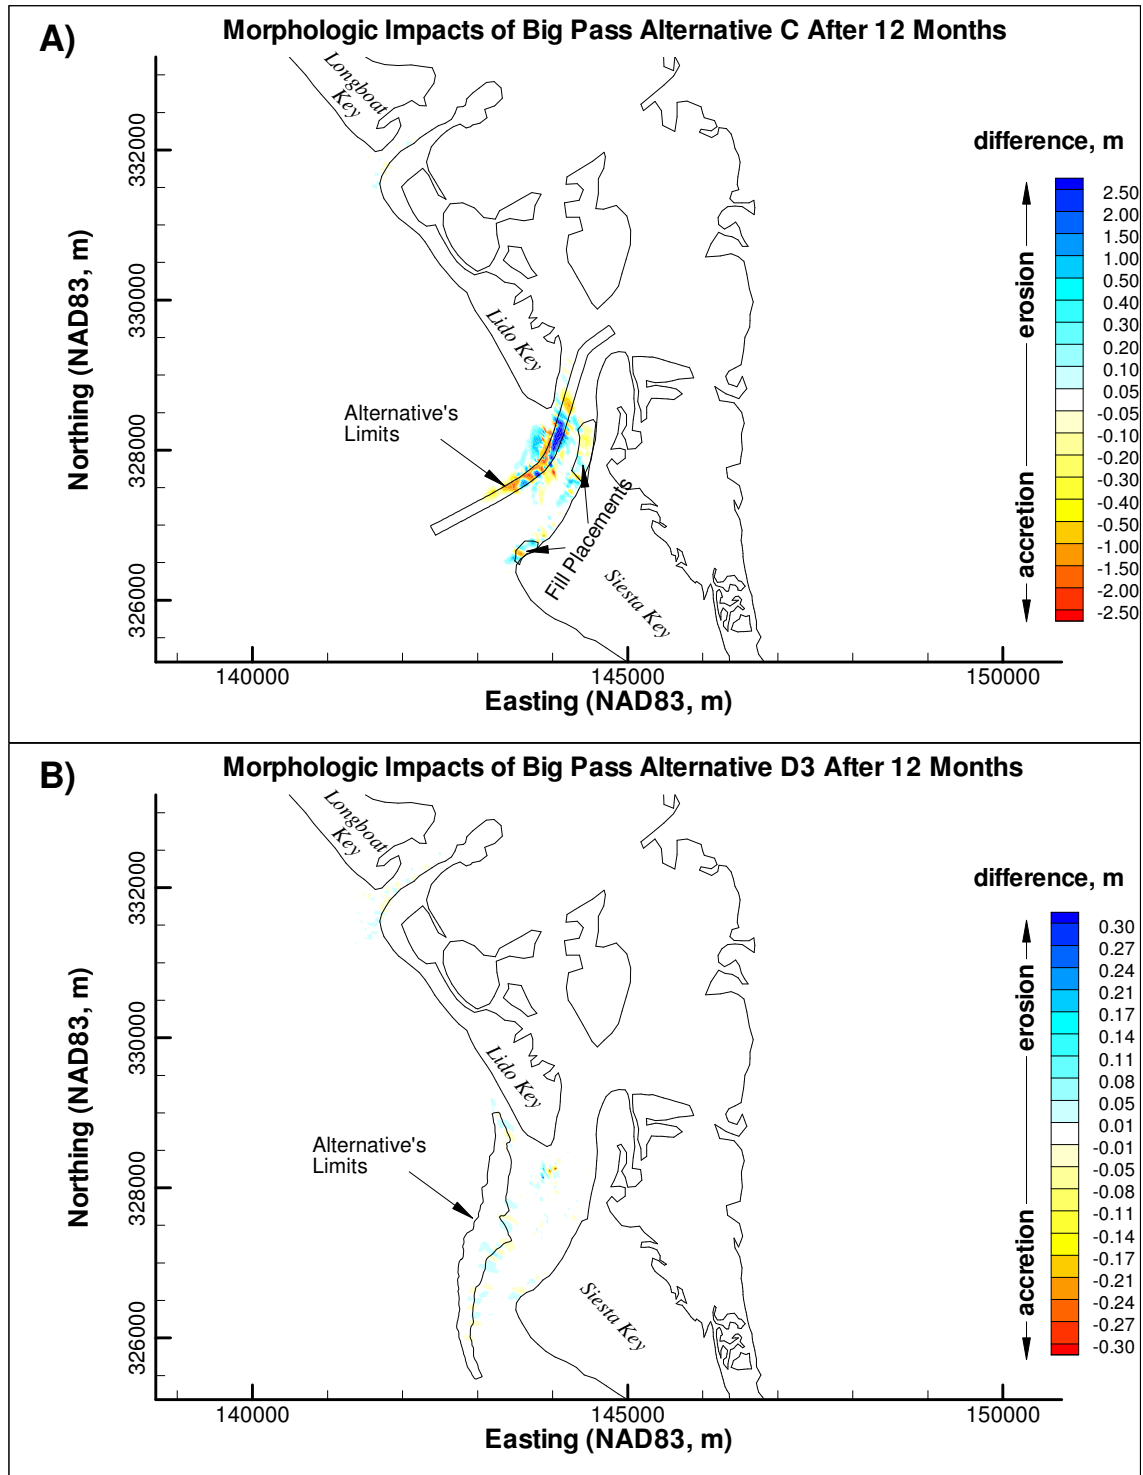 A)
Morphologic Impacts of Big Pass Alternative C After 12 Months
Longboat
Key
difference, m
332000
330000
328000
326000
Northing (NAD83, m)
Lido Key
Alternative's
Limits
Fill Placements
Siesta Key
erosion
accretion
2.50
2.00
1.50
1.00
0.50
0.40
0.30
0.20
0.10
0.05
-0.05
-0.10
-0.20
-0.30
-0.40
-0.50
-1.00
-1.50
-2.00
-2.50
140000
145000
150000
Easting (NAD83, m)
B)
Morphologic Impacts of Big Pass Alternative D3 After 12 Months
Longboat
Key
difference, m
332000
330000
328000
326000
Northing (NAD83, m)
Lido Key
Alternative's
Limits
Siesta Key
erosion
accretion
0.30
0.27
0.24
0.21
0.17
0.14
0.11
0.08
0.05
0.01
-0.01
-0.05
-0.08
-0.11
-0.14
-0.17
-0.21
-0.24
-0.27
-0.30
140000
145000
150000
Easting (NAD83, m)